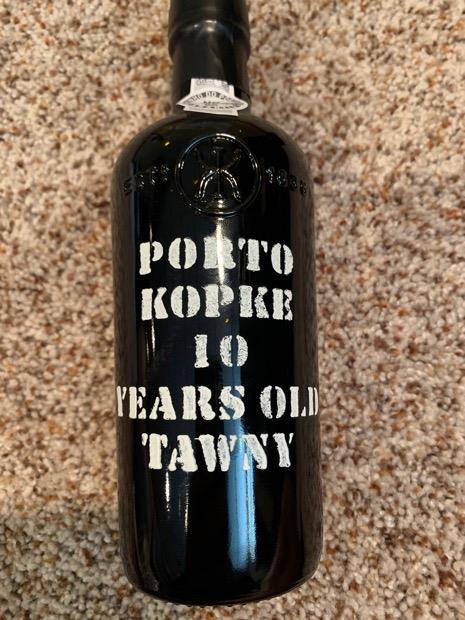 PORTO
KOPKE
10
YEARS OLD
TAWNY